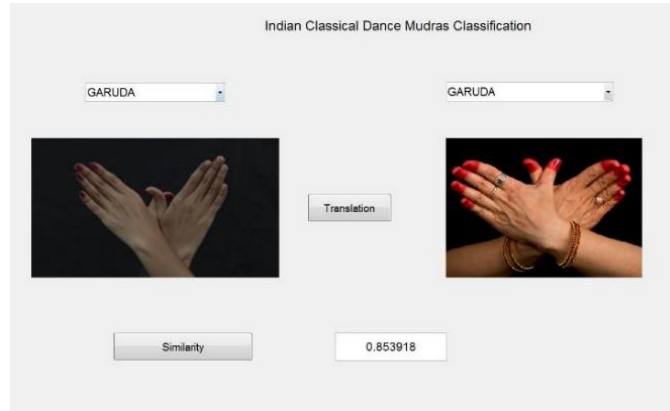 Indian Classical Dance Mudras Classification
GARUDA
GARUDA
Translation
Similarity
0.853918